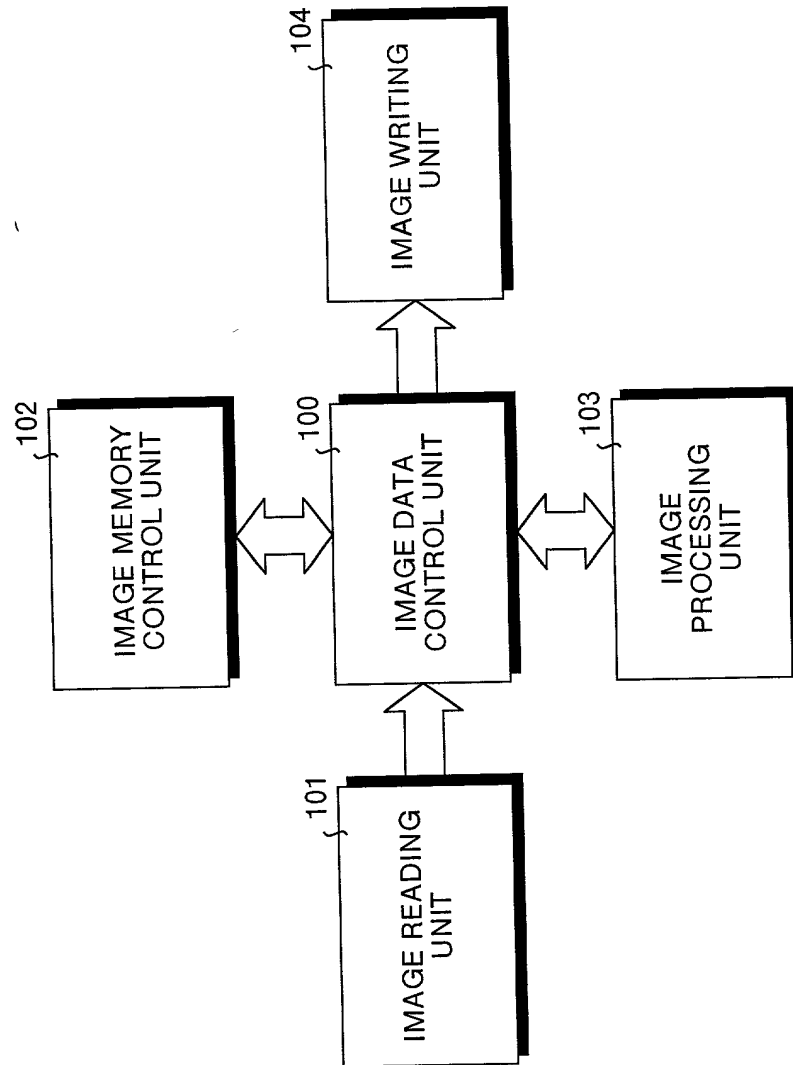 102
IMAGE MEMORY
CONTROL UNIT
101
IMAGE READING
UNIT
100
IMAGE DATA
CONTROL UNIT
104
IMAGE WRITING
UNIT
103
IMAGE
PROCESSING
UNIT